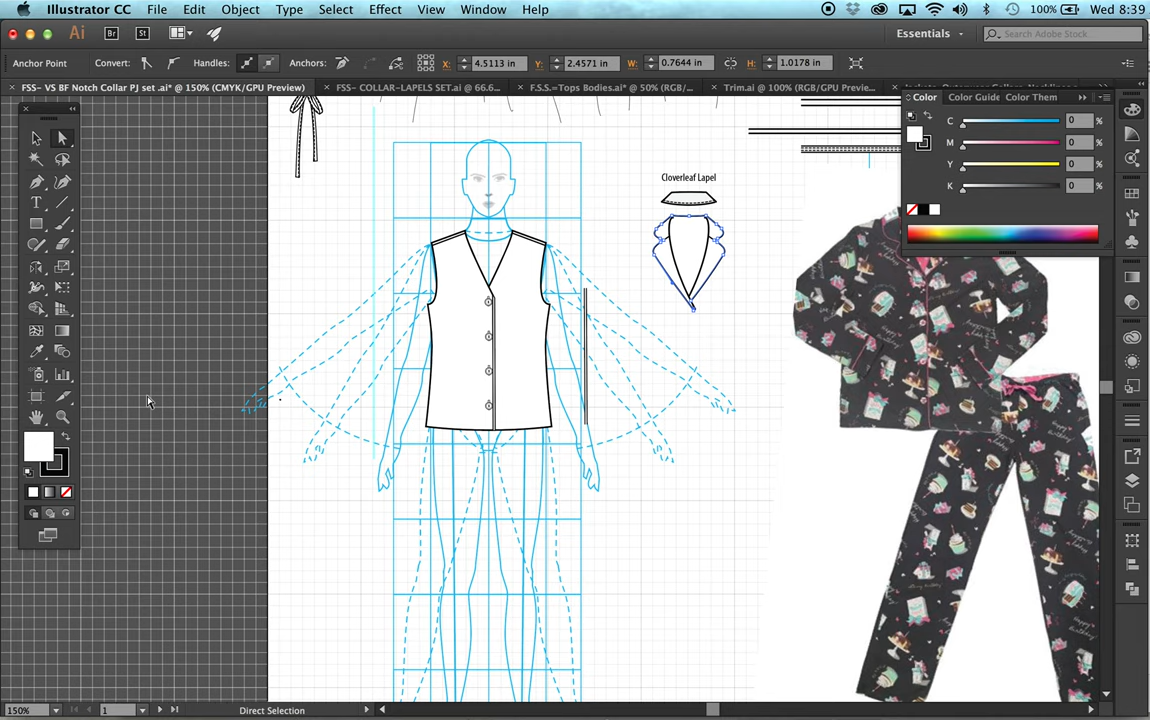 Illustrator CC File Edit Object Type Select Effect View Window Help 100% Wed 8:39
Ai Br St Essentials Search Adobe Stock
Anchor Point Convert: Handles: Anchors: X: 4.5113 in Y: 2.4571 in W: 0.7644 in H: 1.0178 in
FSS- VS BF Notch Collar PJ set .ai* @ 150% (CMYK/GPU Preview) FSS- COLLAR-LAPELS SET.ai @ 66.6... F.S.S.=Tops Bodies.ai* @ 50% (RGB/... Trim.ai @ 100% (RGB/GPU Previe...
Color Color Guide Color Them
C 0 %
M 0 %
Y 0 %
K 0 %
Cloverleaf Lapel
150% 1 Direct Selection